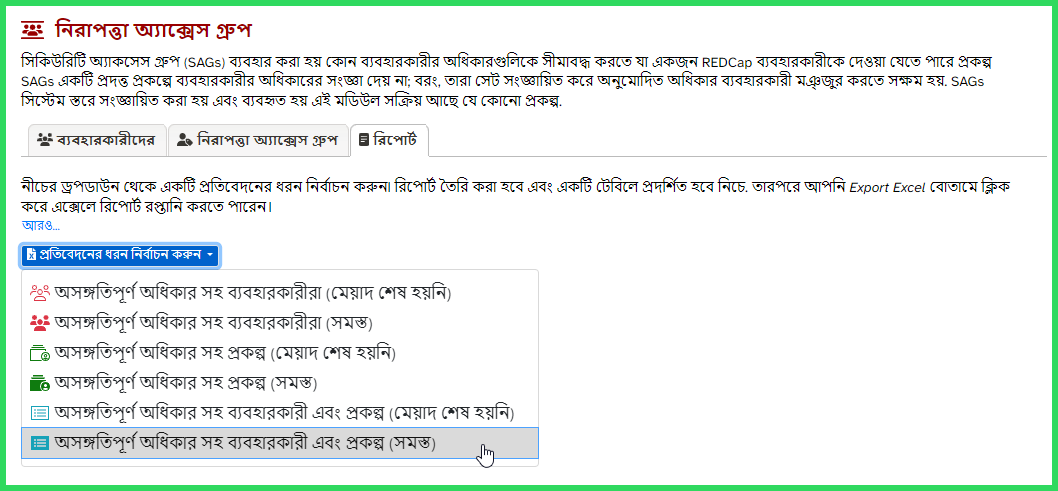 নিরাপত্তা অ্যাক্সেস গ্রুপ
সিকিউরিটি অ্যাকসেস গ্রুপ (SAGs) ব্যবহার করা হয় কোন ব্যবহারকারীর অধিকারগুলিকে সীমাবদ্ধ করতে যা একজন REDCap ব্যবহারকারীকে দেওয়া যেতে পারে প্রকল্প
SAGs একটি প্রদত্ত প্রকল্পে ব্যবহারকারীর অধিকারের সংজ্ঞা দেয় না; বরং, তারা সেট সংজ্ঞায়িত করে অনুমোদিত অধিকার ব্যবহারকারী মঞ্জুর করতে সক্ষম হয়. SAGs
সিস্টেম স্তরে সংজ্ঞায়িত করা হয় এবং ব্যবহৃত হয় এই মডিউল সক্রিয় আছে যে কোনো প্রকল্প.
ব্যবহারকারীদের নিরাপত্তা অ্যাক্সেস গ্রুপ রিপোর্ট
নীচের ড্রপডাউন থেকে একটি প্রতিবেদনের ধরন নির্বাচন করুন৷ রিপোর্ট তৈরি করা হবে এবং একটি টেবিলে প্রদর্শিত হবে নিচে. তারপরে আপনি Export Excel বোতামে ক্লিক
করে এক্সেলে রিপোর্ট রপ্তানি করতে পারেন।
আরও...
প্রতিবেদনের ধরন নির্বাচন করুন
অসঙ্গতিপূর্ণ অধিকার সহ ব্যবহারকারীরা (মেয়াদ শেষ হয়নি)
অসঙ্গতিপূর্ণ অধিকার সহ ব্যবহারকারীরা (সমস্ত)
অসঙ্গতিপূর্ণ অধিকার সহ প্রকল্প (মেয়াদ শেষ হয়নি)
অসঙ্গতিপূর্ণ অধিকার সহ প্রকল্প (সমস্ত)
অসঙ্গতিপূর্ণ অধিকার সহ ব্যবহারকারী এবং প্রকল্প (মেয়াদ শেষ হয়নি)
অসঙ্গতিপূর্ণ অধিকার সহ ব্যবহারকারী এবং প্রকল্প (সমস্ত)